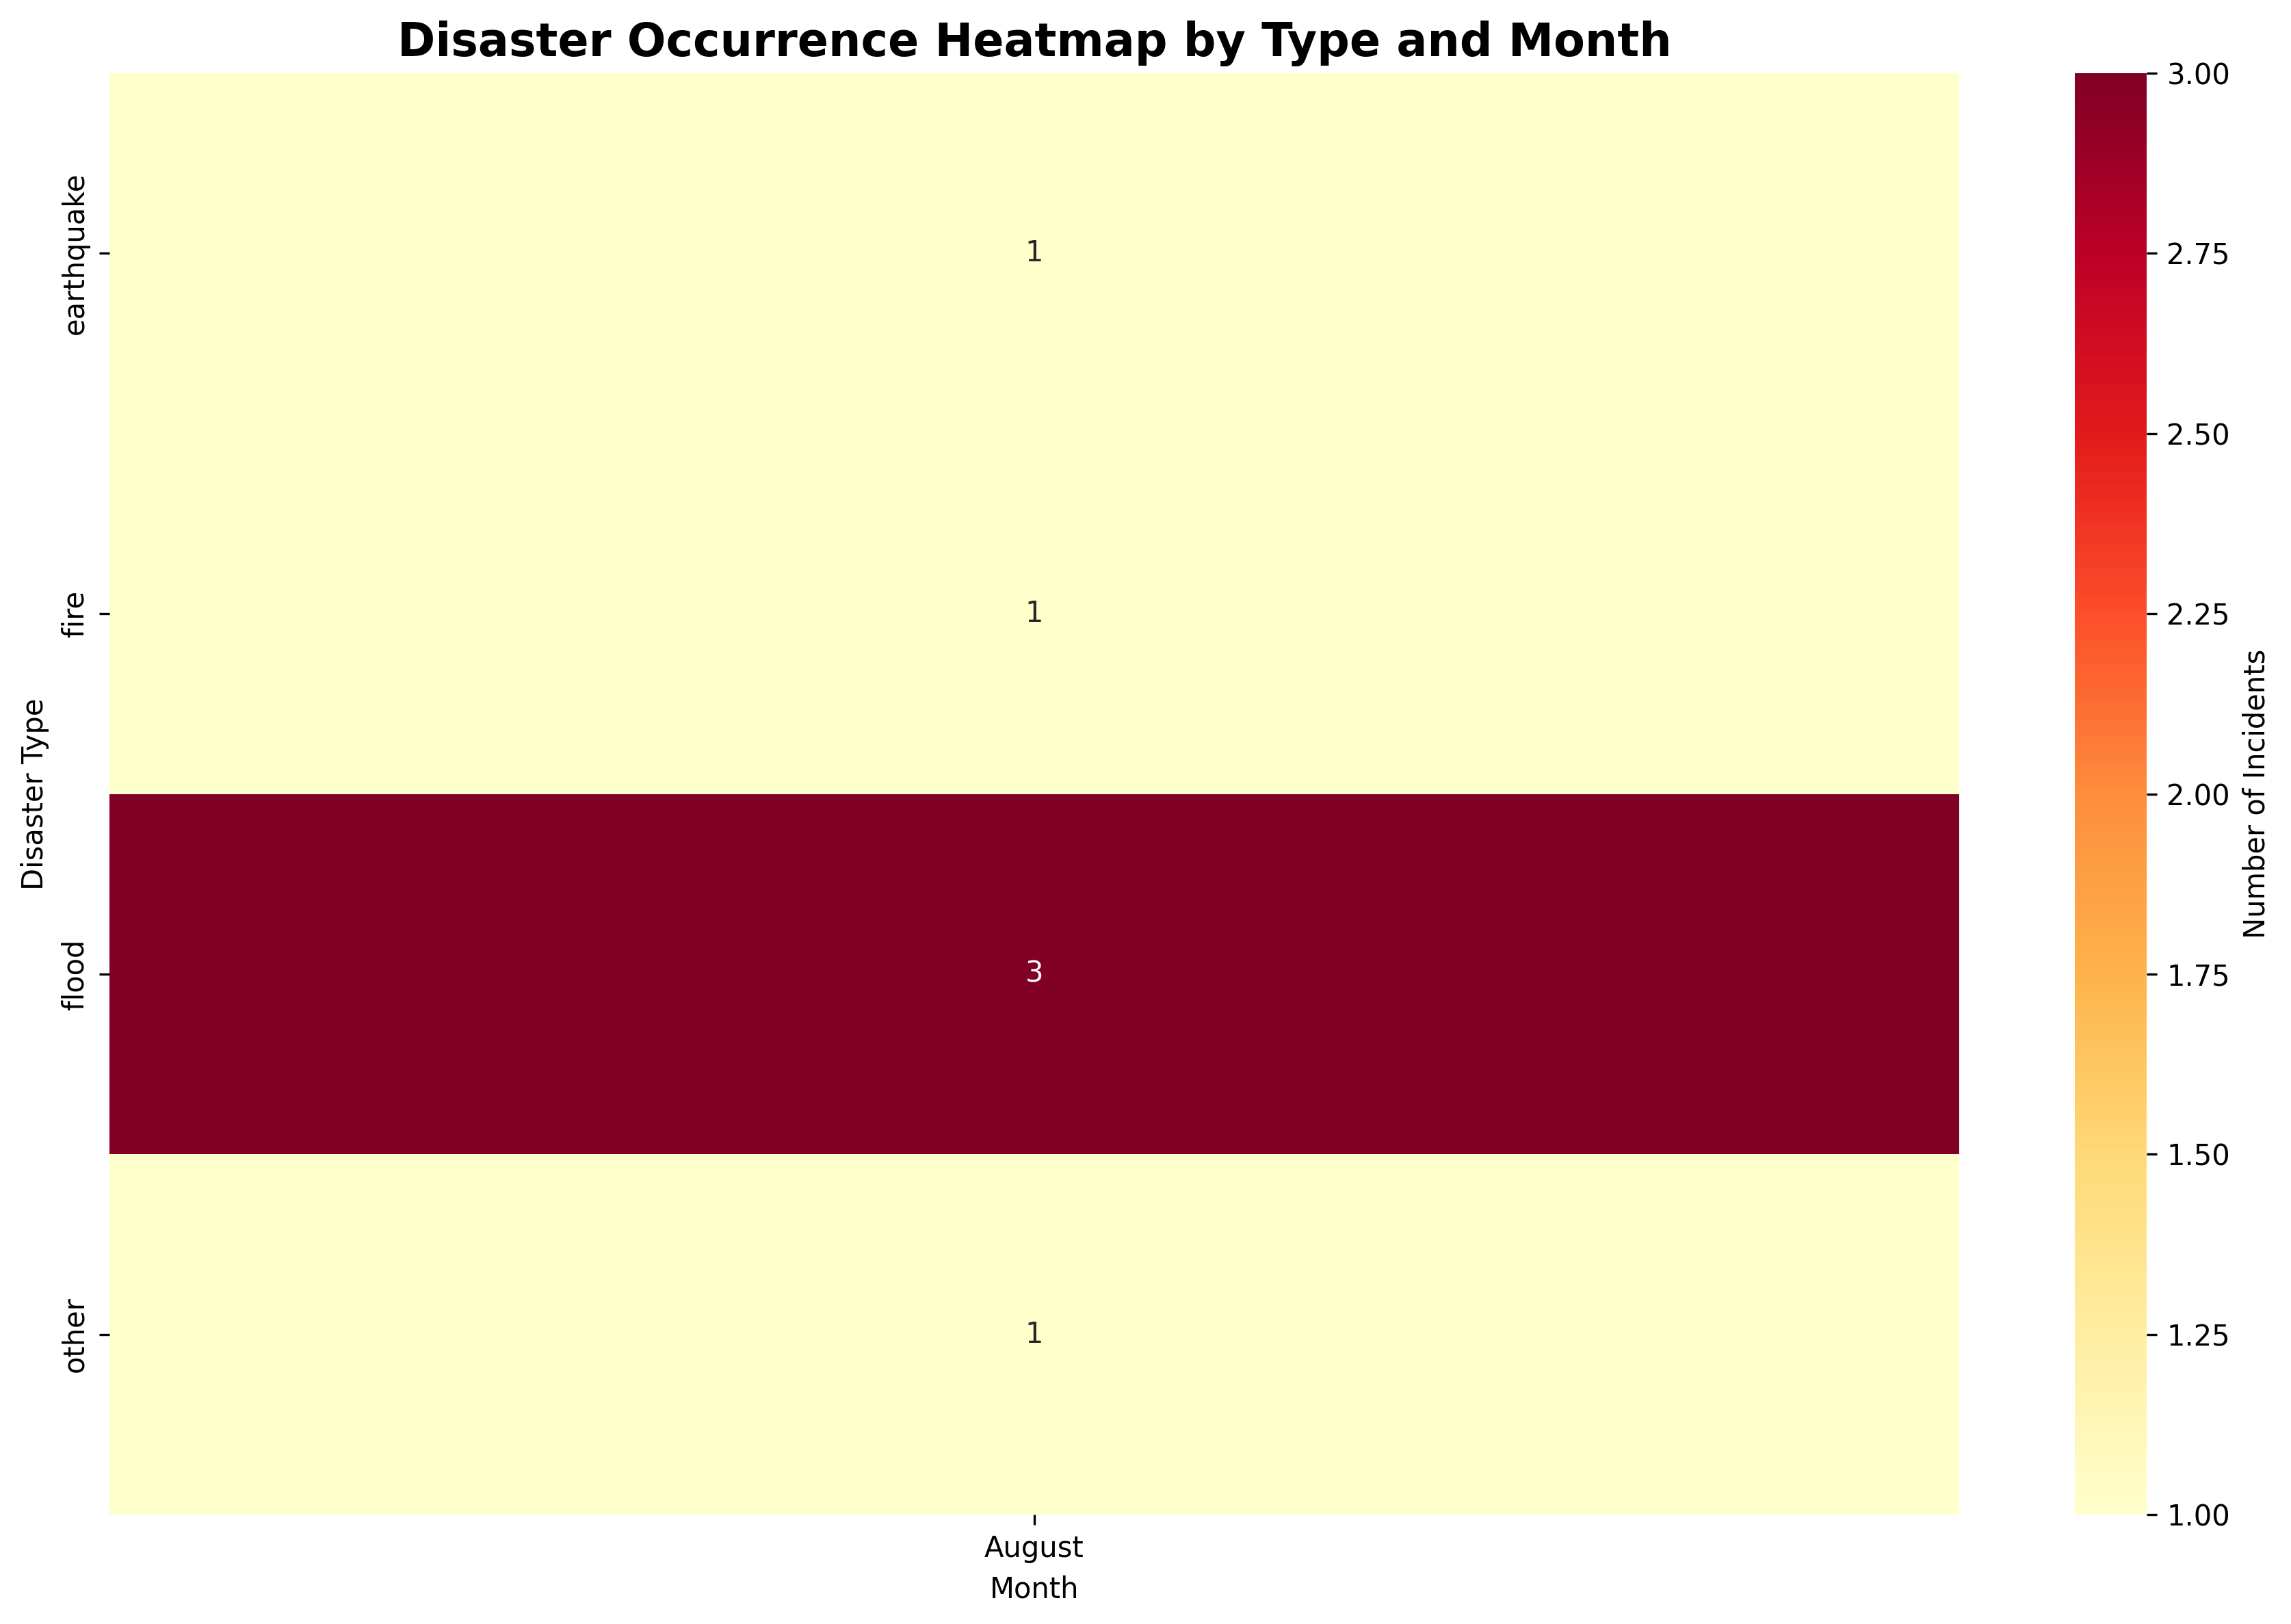 Disaster Occurrence Heatmap by Type and Month
Disaster Type
earthquake
fire
flood
other
1
1
3
1
August
Month
3.00
2.75
2.50
2.25
2.00
1.75
1.50
1.25
1.00
Number of Incidents